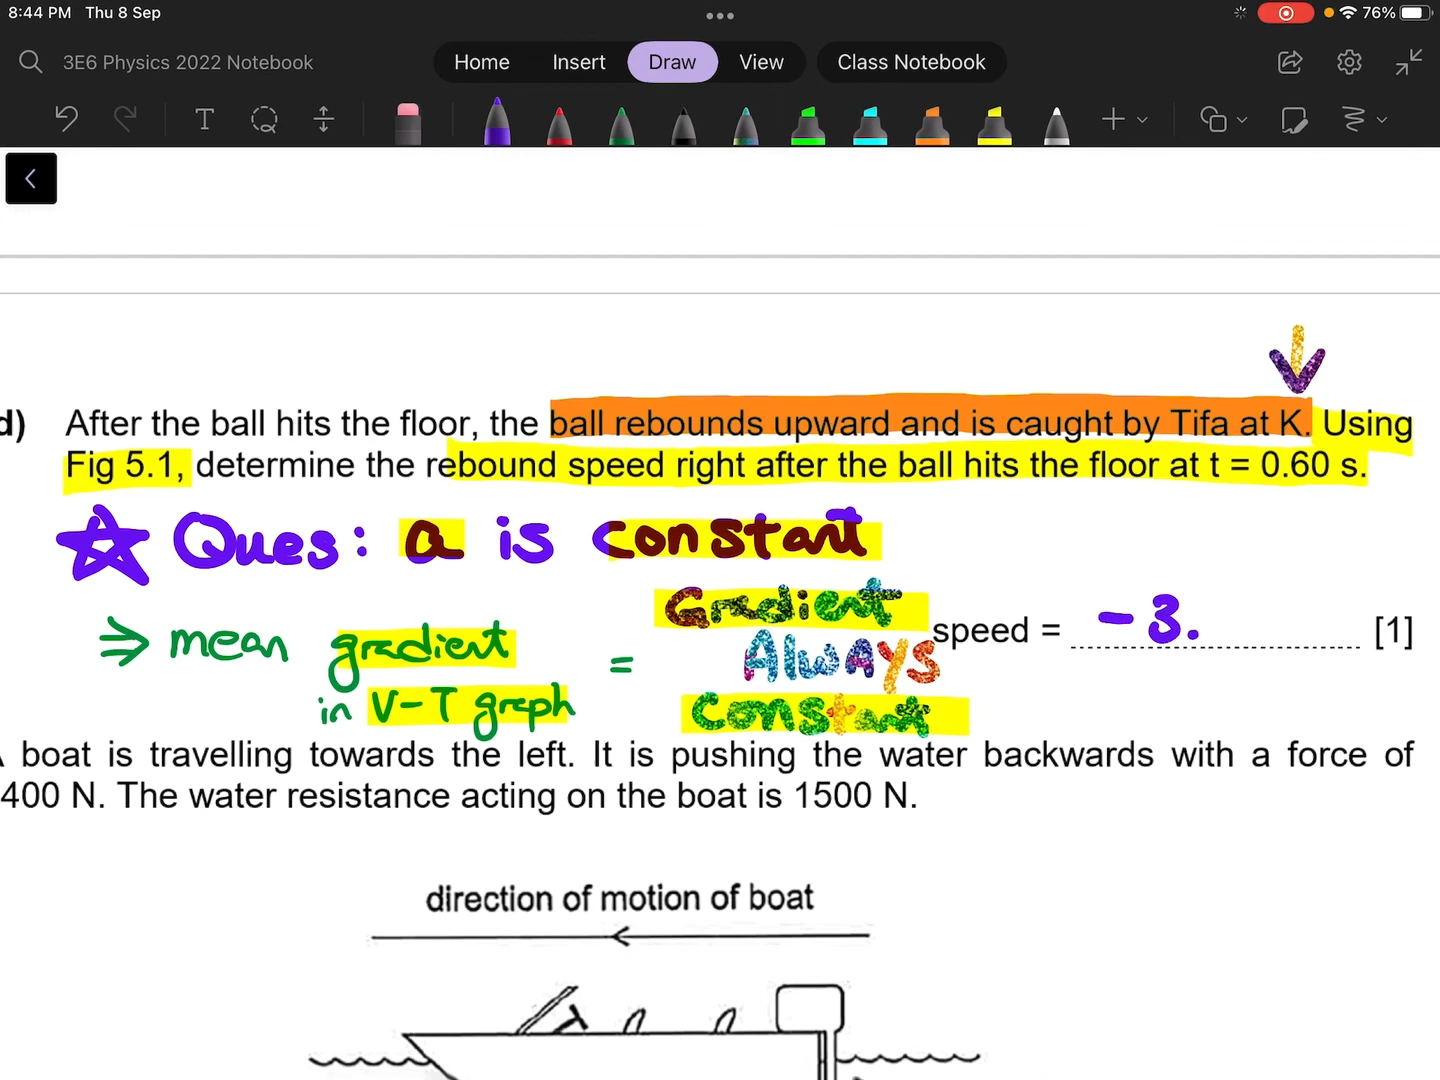 8:44 PM Thu 8 Sep
76%
3E6 Physics 2022 Notebook
Home Insert Draw View Class Notebook
d) After the ball hits the floor, the ball rebounds upward and is caught by Tifa at K. Using
Fig 5.1, determine the rebound speed right after the ball hits the floor at t = 0.60 s.
Ques: a is constant
⇒ mean gradient
in V-T graph
=
Gradient
Always
Constant
speed = -3. [1]
boat is travelling towards the left. It is pushing the water backwards with a force of
400 N. The water resistance acting on the boat is 1500 N.
direction of motion of boat